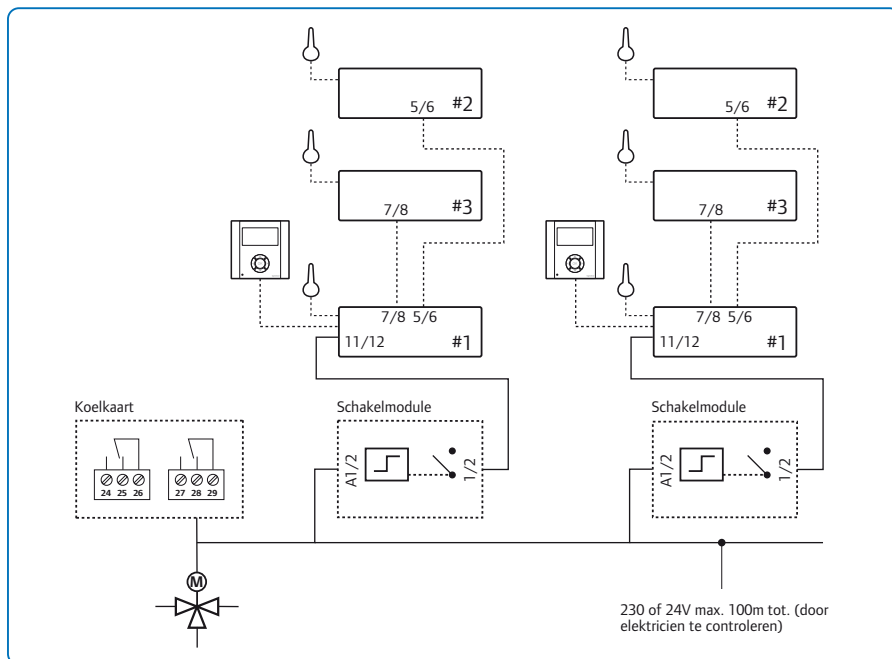 5/6 #2
5/6 #2
7/8 #3
7/8 #3
7/8 5/6
11/12 #1
7/8 5/6
11/12 #1
Koelkaart
24 25 26
27 28 29
Schakelmodule
A1/2
1/2
Schakelmodule
A1/2
1/2
M
230 of 24V max. 100m tot. (door
elektricien te controleren)